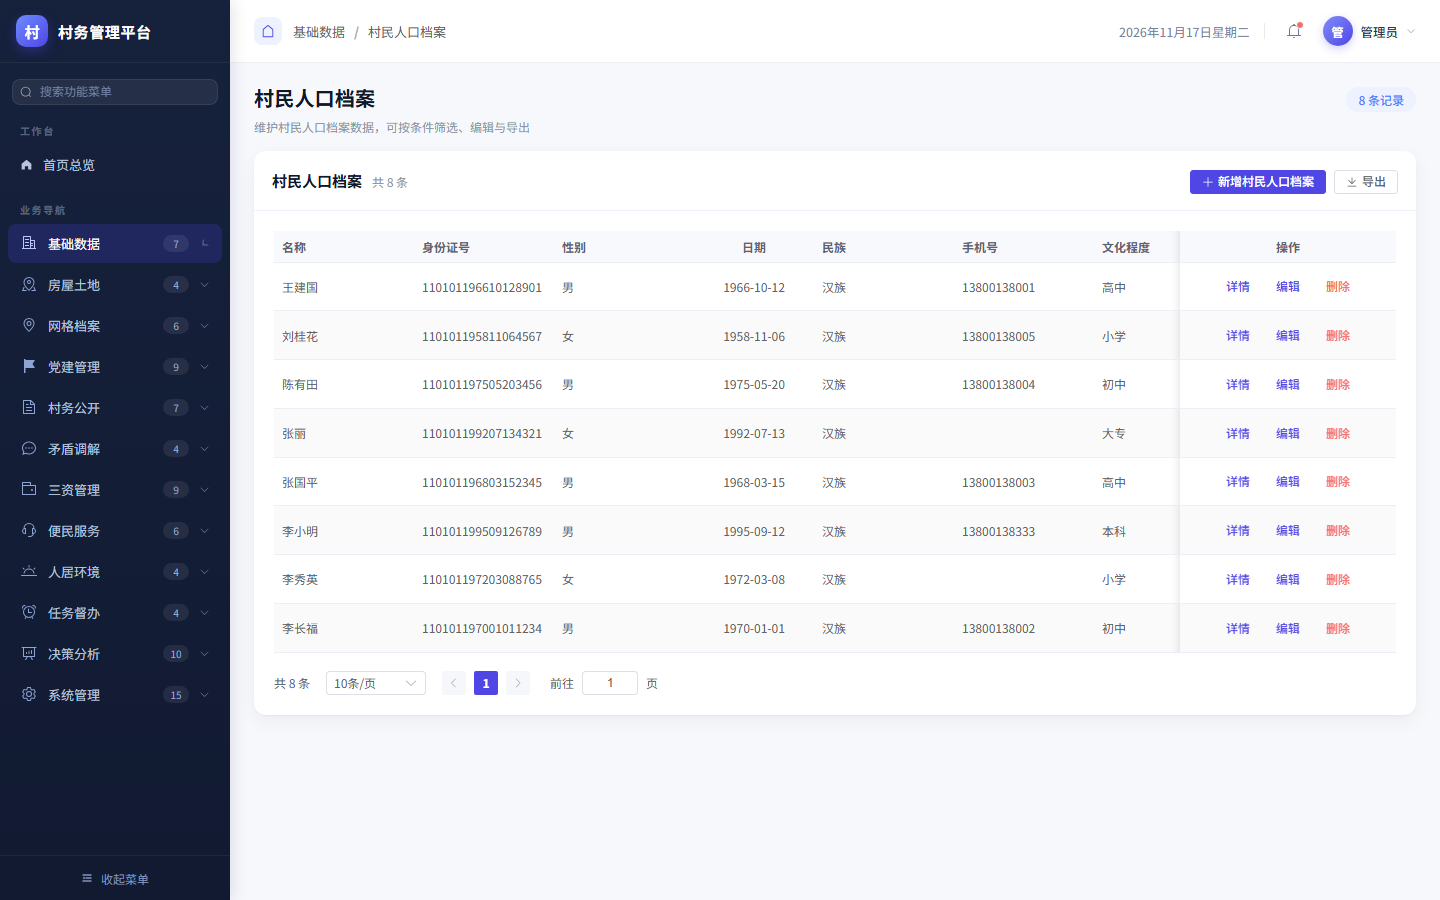 村 村务管理平台
搜索功能菜单
工作台
首页总览
业务导航
基础数据 7
房屋土地 4
网格档案 6
党建管理 9
村务公开 7
矛盾调解 4
三资管理 9
便民服务 6
人居环境 4
任务督办 4
决策分析 10
系统管理 15
收起菜单
基础数据 / 村民人口档案
2026年11月17日星期二
管 管理员
村民人口档案
维护村民人口档案数据，可按条件筛选、编辑与导出
8 条记录
村民人口档案 共 8 条
新增村民人口档案 导出
名称 身份证号 性别 日期 民族 手机号 文化程度 操作
王建国 110101196610128901 男 1966-10-12 汉族 13800138001 高中 详情 编辑 删除
刘桂花 110101195811064567 女 1958-11-06 汉族 13800138005 小学 详情 编辑 删除
陈有田 110101197505203456 男 1975-05-20 汉族 13800138004 初中 详情 编辑 删除
张丽 110101199207134321 女 1992-07-13 汉族 大专 详情 编辑 删除
张国平 110101196803152345 男 1968-03-15 汉族 13800138003 高中 详情 编辑 删除
李小明 110101199509126789 男 1995-09-12 汉族 13800138333 本科 详情 编辑 删除
李秀英 110101197203088765 女 1972-03-08 汉族 小学 详情 编辑 删除
李长福 110101197001011234 男 1970-01-01 汉族 13800138002 初中 详情 编辑 删除
共 8 条 10条/页 1 前往 1 页